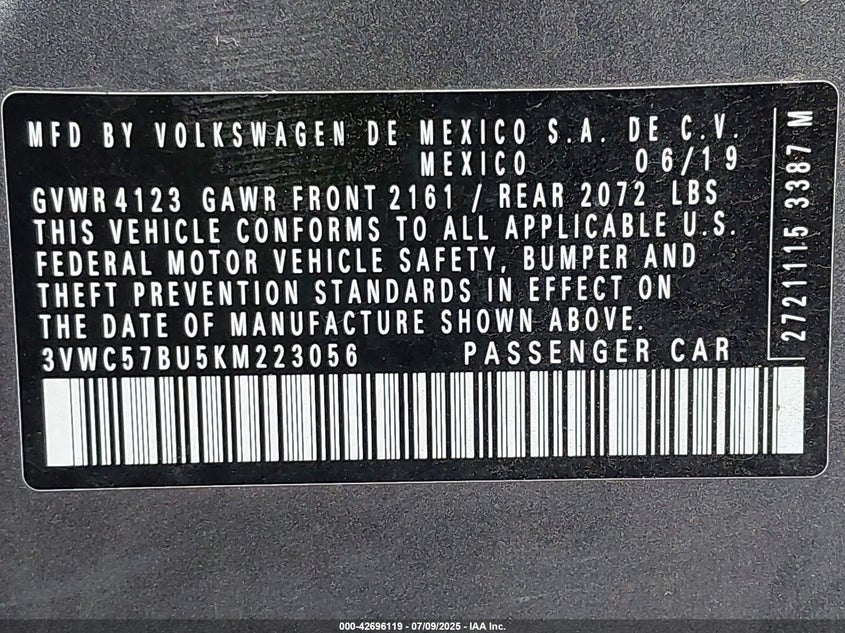 MFD BY VOLKSWAGEN DE MEXICO S.A. DE C.V.
MEXICO 06/19
GVWR 4123 GAWR FRONT 2161 / REAR 2072 LBS
THIS VEHICLE CONFORMS TO ALL APPLICABLE U.S.
FEDERAL MOTOR VEHICLE SAFETY, BUMPER AND
THEFT PREVENTION STANDARDS IN EFFECT ON
THE DATE OF MANUFACTURE SHOWN ABOVE.
3VWC57BU5KM223056 PASSENGER CAR
2721115 3387 M
000-42696119 - 07/09/2025 - IAA Inc.